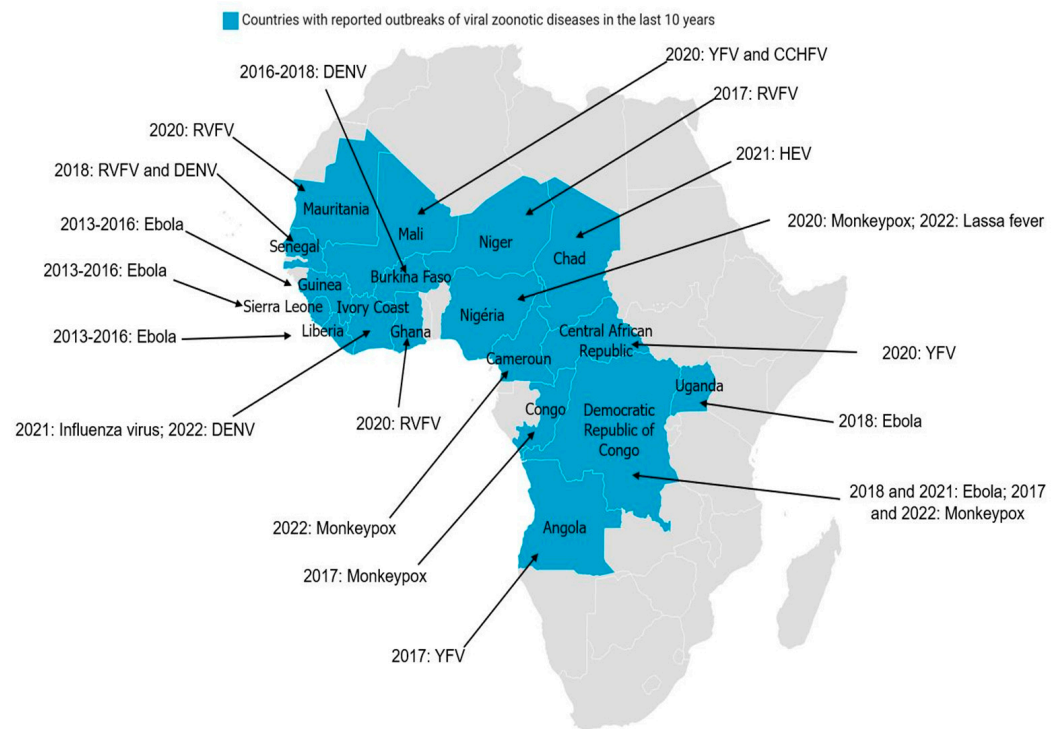 Countries with reported outbreaks of viral zoonotic diseases in the last 10 years
2016-2018: DENV
2020: YFV and CCHFV
2017: RVFV
2020: RVFV
2021: HEV
2018: RVFV and DENV
2013-2016: Ebola
2020: Monkeypox; 2022: Lassa fever
2013-2016: Ebola
2013-2016: Ebola
2020: YFV
2018: Ebola
2021: Influenza virus; 2022: DENV
2020: RVFV
2018 and 2021: Ebola; 2017
and 2022: Monkeypox
2022: Monkeypox
2017: Monkeypox
2017: YFV
Mauritania
Mali
Niger
Chad
Senegal
Burkina Faso
Guinea
Sierra Leone
Ivory Coast
Nigéria
Liberia
Ghana
Central African
Republic
Cameroun
Uganda
Congo
Democratic
Republic of
Congo
Angola